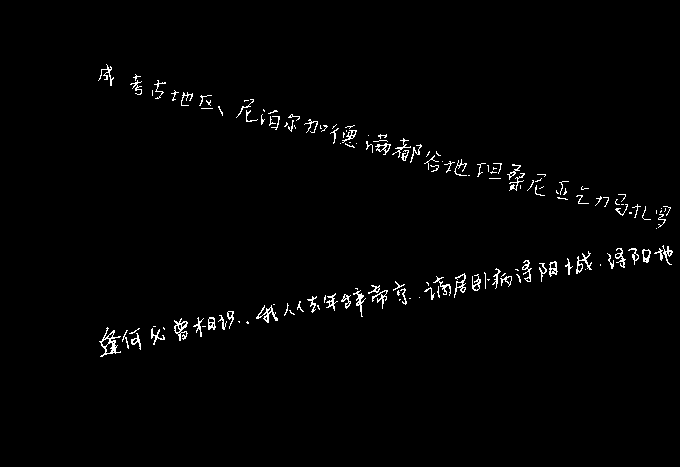 咸考古地区、尼泊尔加德满都谷地坦桑尼亚乞力马扎罗
逢何必曾相识。我从去年辞帝京,谪居卧病浔阳城.浔阳地